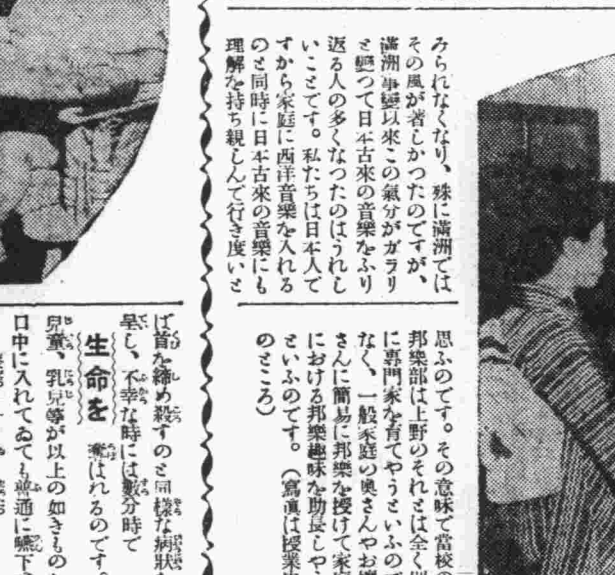 みられなくなり、殊に滿洲では
その風が著しかつたのですが、
滿洲事變以來この氣分がガラリ
と變つて日本古來の音樂をふり
返る人の多くなつたのはうれし
いことです。私たちは日本人で
すから家庭に西洋音樂を入れる
のと同時に日本古來の音樂にも
理解を持ち親しんで行き度いと
思ふのです。その意味で當校の
邦樂部は上野のそれとは全く
に專門家を育てやうといふので
なく、一般家庭の奥さんやお
さんに簡易に邦樂を授けて家
における邦樂趣味を助長しや
といふのです。（寫眞は授業
のところ）
ば首を締め殺すのと同樣な病狀
呈し、不幸な時には數分時で
生命を
奪はれるのです。
兒童、乳兒等が以上の如きもの
口中に入れてゐても普通に嚥下